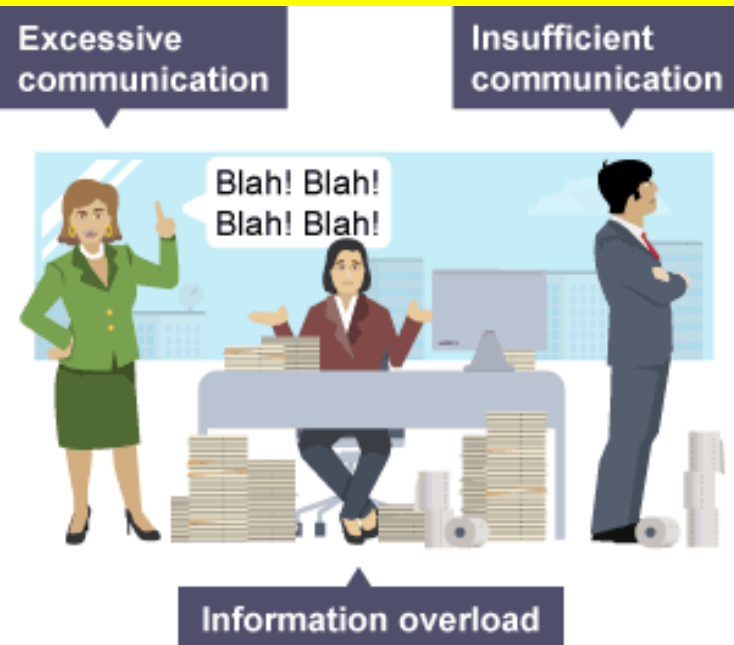 Excessive
communication
Insufficient
communication
Blah! Blah!
Blah! Blah!
Information overload